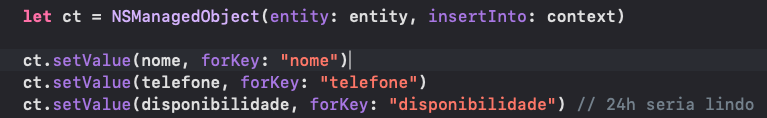 let ct = NSManagedObject(entity: entity, insertInto: context)
ct.setValue(nome, forKey: "nome")
ct.setValue(telefone, forKey: "telefone")
ct.setValue(disponibilidade, forKey: "disponibilidade") // 24h seria lindo